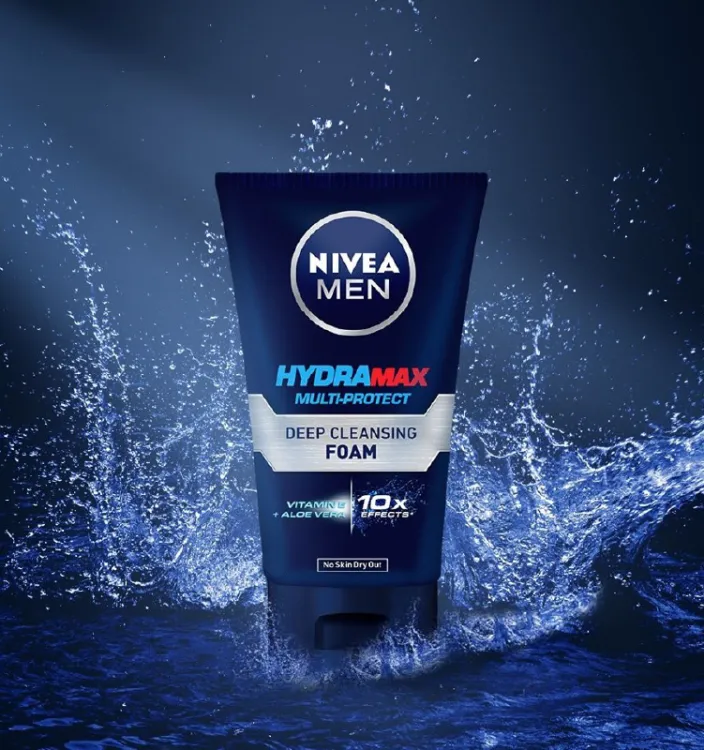 NIVEA
MEN
HYDRAMAX
MULTI-PROTECT
DEEP CLEANSING
FOAM
VITAMIN E
+ ALOE VERA
10x
EFFECTS*
No Skin Dry Out